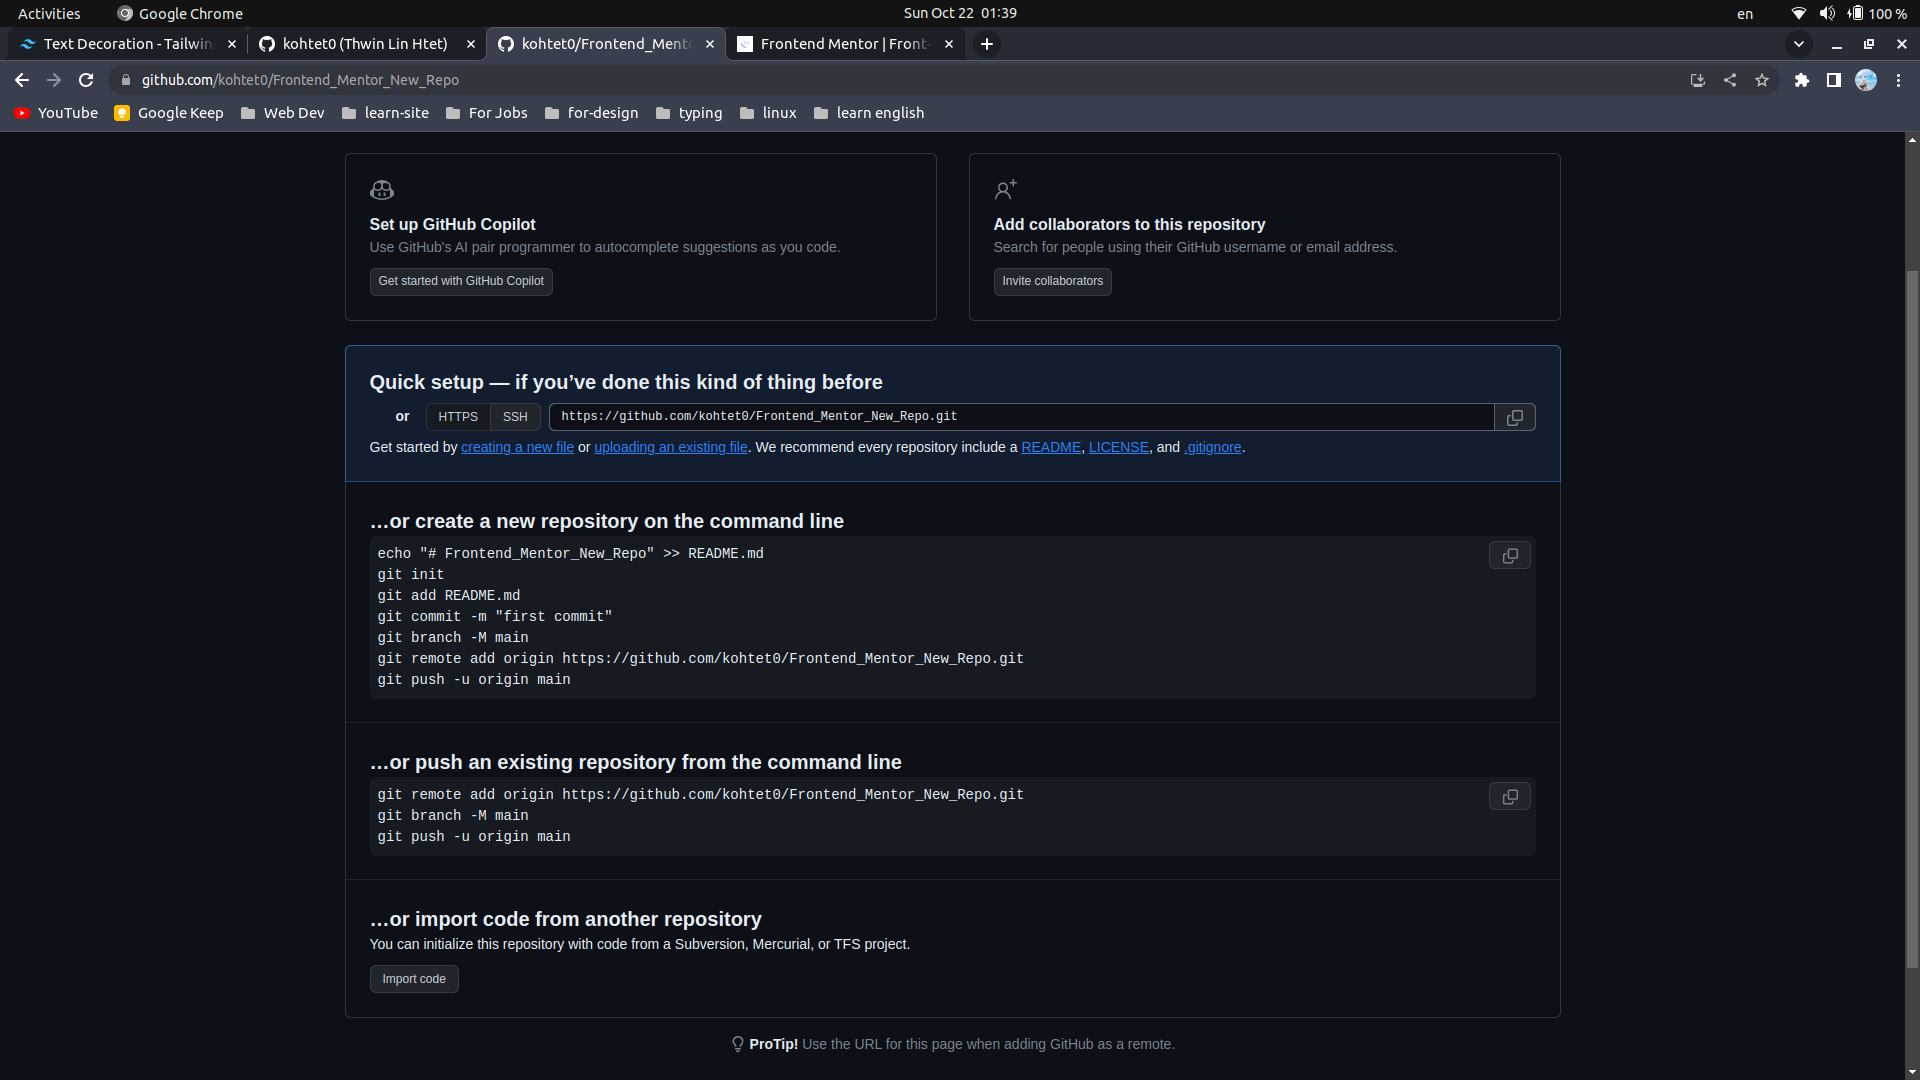 Activities
Google Chrome
Sun Oct 22 01:39
en
100 %
Text Decoration - Tailwin
kohtet0 (Thwin Lin Htet)
kohtet0/Frontend_Mento
Frontend Mentor | Front-
github.com/kohtet0/Frontend_Mentor_New_Repo
YouTube
Google Keep
Web Dev
learn-site
For Jobs
for-design
typing
linux
learn english
Set up GitHub Copilot
Use GitHub's AI pair programmer to autocomplete suggestions as you code.
Get started with GitHub Copilot
Add collaborators to this repository
Search for people using their GitHub username or email address.
Invite collaborators
Quick setup — if you’ve done this kind of thing before
or HTTPS SSH https://github.com/kohtet0/Frontend_Mentor_New_Repo.git
Get started by creating a new file or uploading an existing file. We recommend every repository include a README, LICENSE, and .gitignore.
…or create a new repository on the command line
echo "# Frontend_Mentor_New_Repo" >> README.md
git init
git add README.md
git commit -m "first commit"
git branch -M main
git remote add origin https://github.com/kohtet0/Frontend_Mentor_New_Repo.git
git push -u origin main
…or push an existing repository from the command line
git remote add origin https://github.com/kohtet0/Frontend_Mentor_New_Repo.git
git branch -M main
git push -u origin main
…or import code from another repository
You can initialize this repository with code from a Subversion, Mercurial, or TFS project.
Import code
ProTip! Use the URL for this page when adding GitHub as a remote.